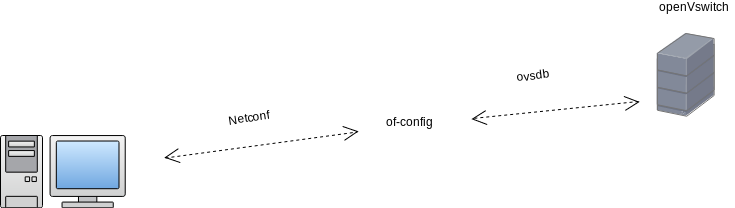 openVswitch
ovsdb
Netconf
of-config